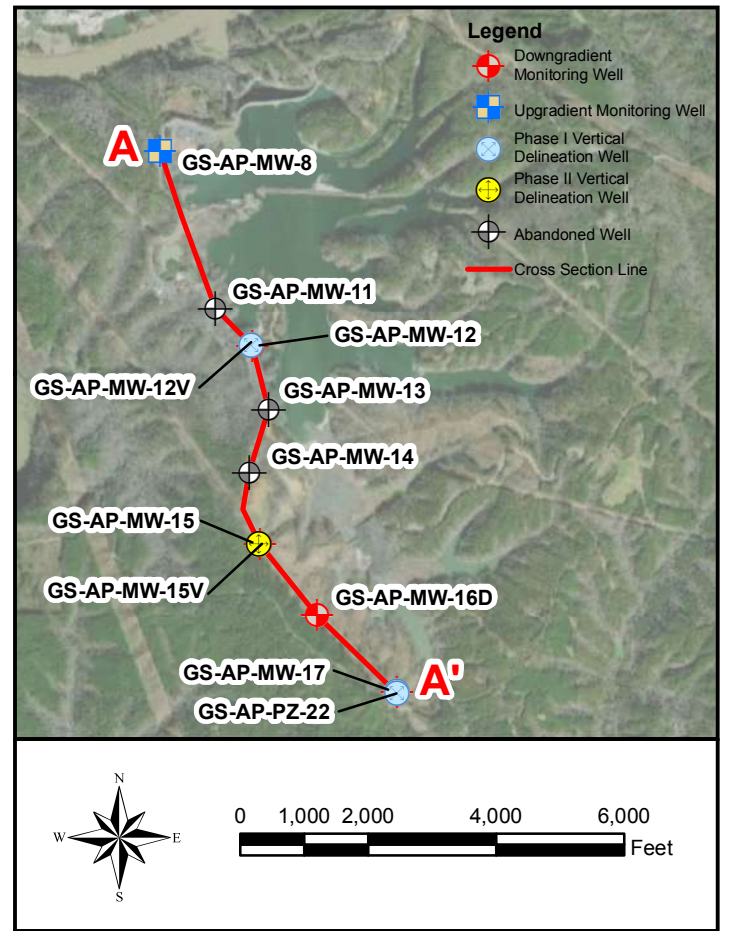 Legend
Downgradient
Monitoring Well
Upgradient Monitoring Well
Phase I Vertical
Delineation Well
Phase II Vertical
Delineation Well
Abandoned Well
Cross Section Line
A
GS-AP-MW-8
GS-AP-MW-11
GS-AP-MW-12
GS-AP-MW-12V
GS-AP-MW-13
GS-AP-MW-14
GS-AP-MW-15
GS-AP-MW-15V
GS-AP-MW-16D
GS-AP-MW-17
A'
GS-AP-PZ-22
N
W
E
S
0 1,000 2,000 4,000 6,000
Feet